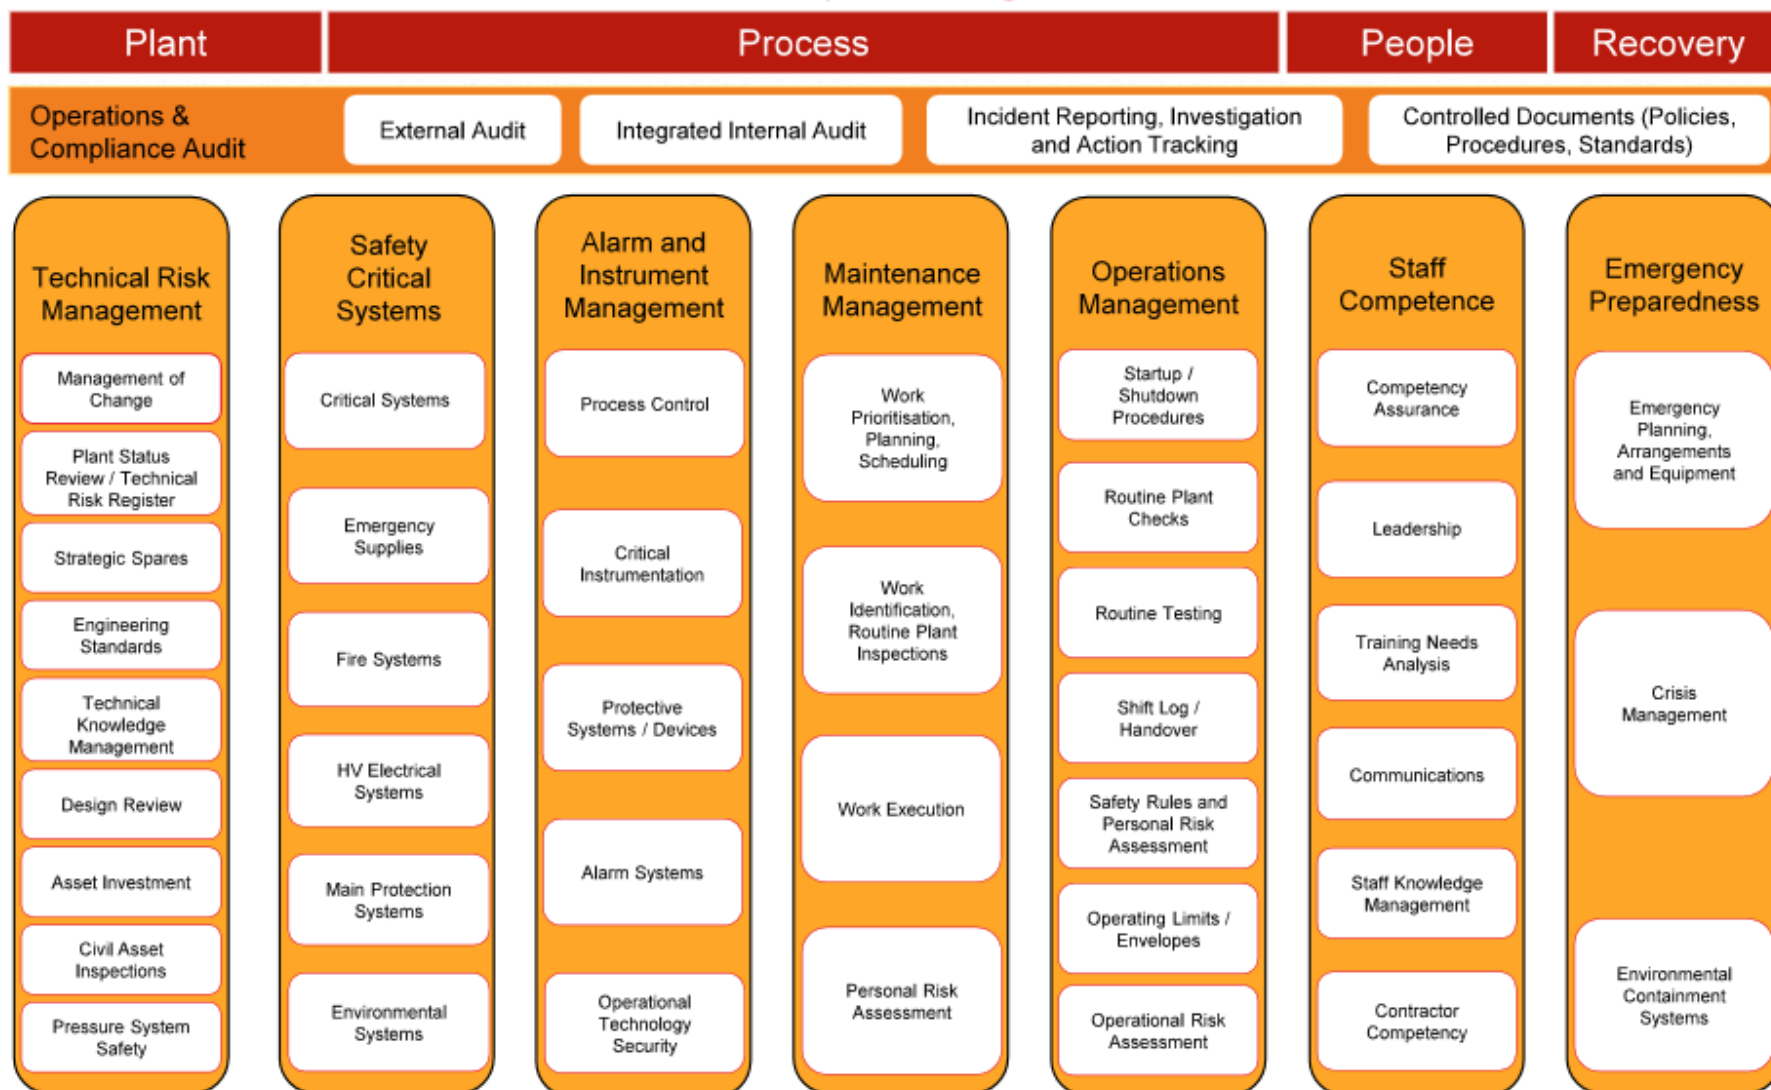 Plant
Process
People
Recovery
Operations &
Compliance Audit
External Audit
Integrated Internal Audit
Incident Reporting, Investigation
and Action Tracking
Controlled Documents (Policies,
Procedures, Standards)
Technical Risk
Management
Management of
Change
Plant Status
Review / Technical
Risk Register
Strategic Spares
Engineering
Standards
Technical
Knowledge
Management
Design Review
Asset Investment
Civil Asset
Inspections
Pressure System
Safety
Safety
Critical
Systems
Critical Systems
Emergency
Supplies
Fire Systems
HV Electrical
Systems
Main Protection
Systems
Environmental
Systems
Alarm and
Instrument
Management
Process Control
Critical
Instrumentation
Protective
Systems / Devices
Alarm Systems
Operational
Technology
Security
Maintenance
Management
Work
Prioritisation,
Planning,
Scheduling
Work
Identification,
Routine Plant
Inspections
Work Execution
Personal Risk
Assessment
Operations
Management
Startup /
Shutdown
Procedures
Routine Plant
Checks
Routine Testing
Shift Log /
Handover
Safety Rules and
Personal Risk
Assessment
Operating Limits /
Envelopes
Operational Risk
Assessment
Staff
Competence
Competency
Assurance
Leadership
Training Needs
Analysis
Communications
Staff Knowledge
Management
Contractor
Competency
Emergency
Preparedness
Emergency
Planning,
Arrangements
and Equipment
Crisis
Management
Environmental
Containment
Systems